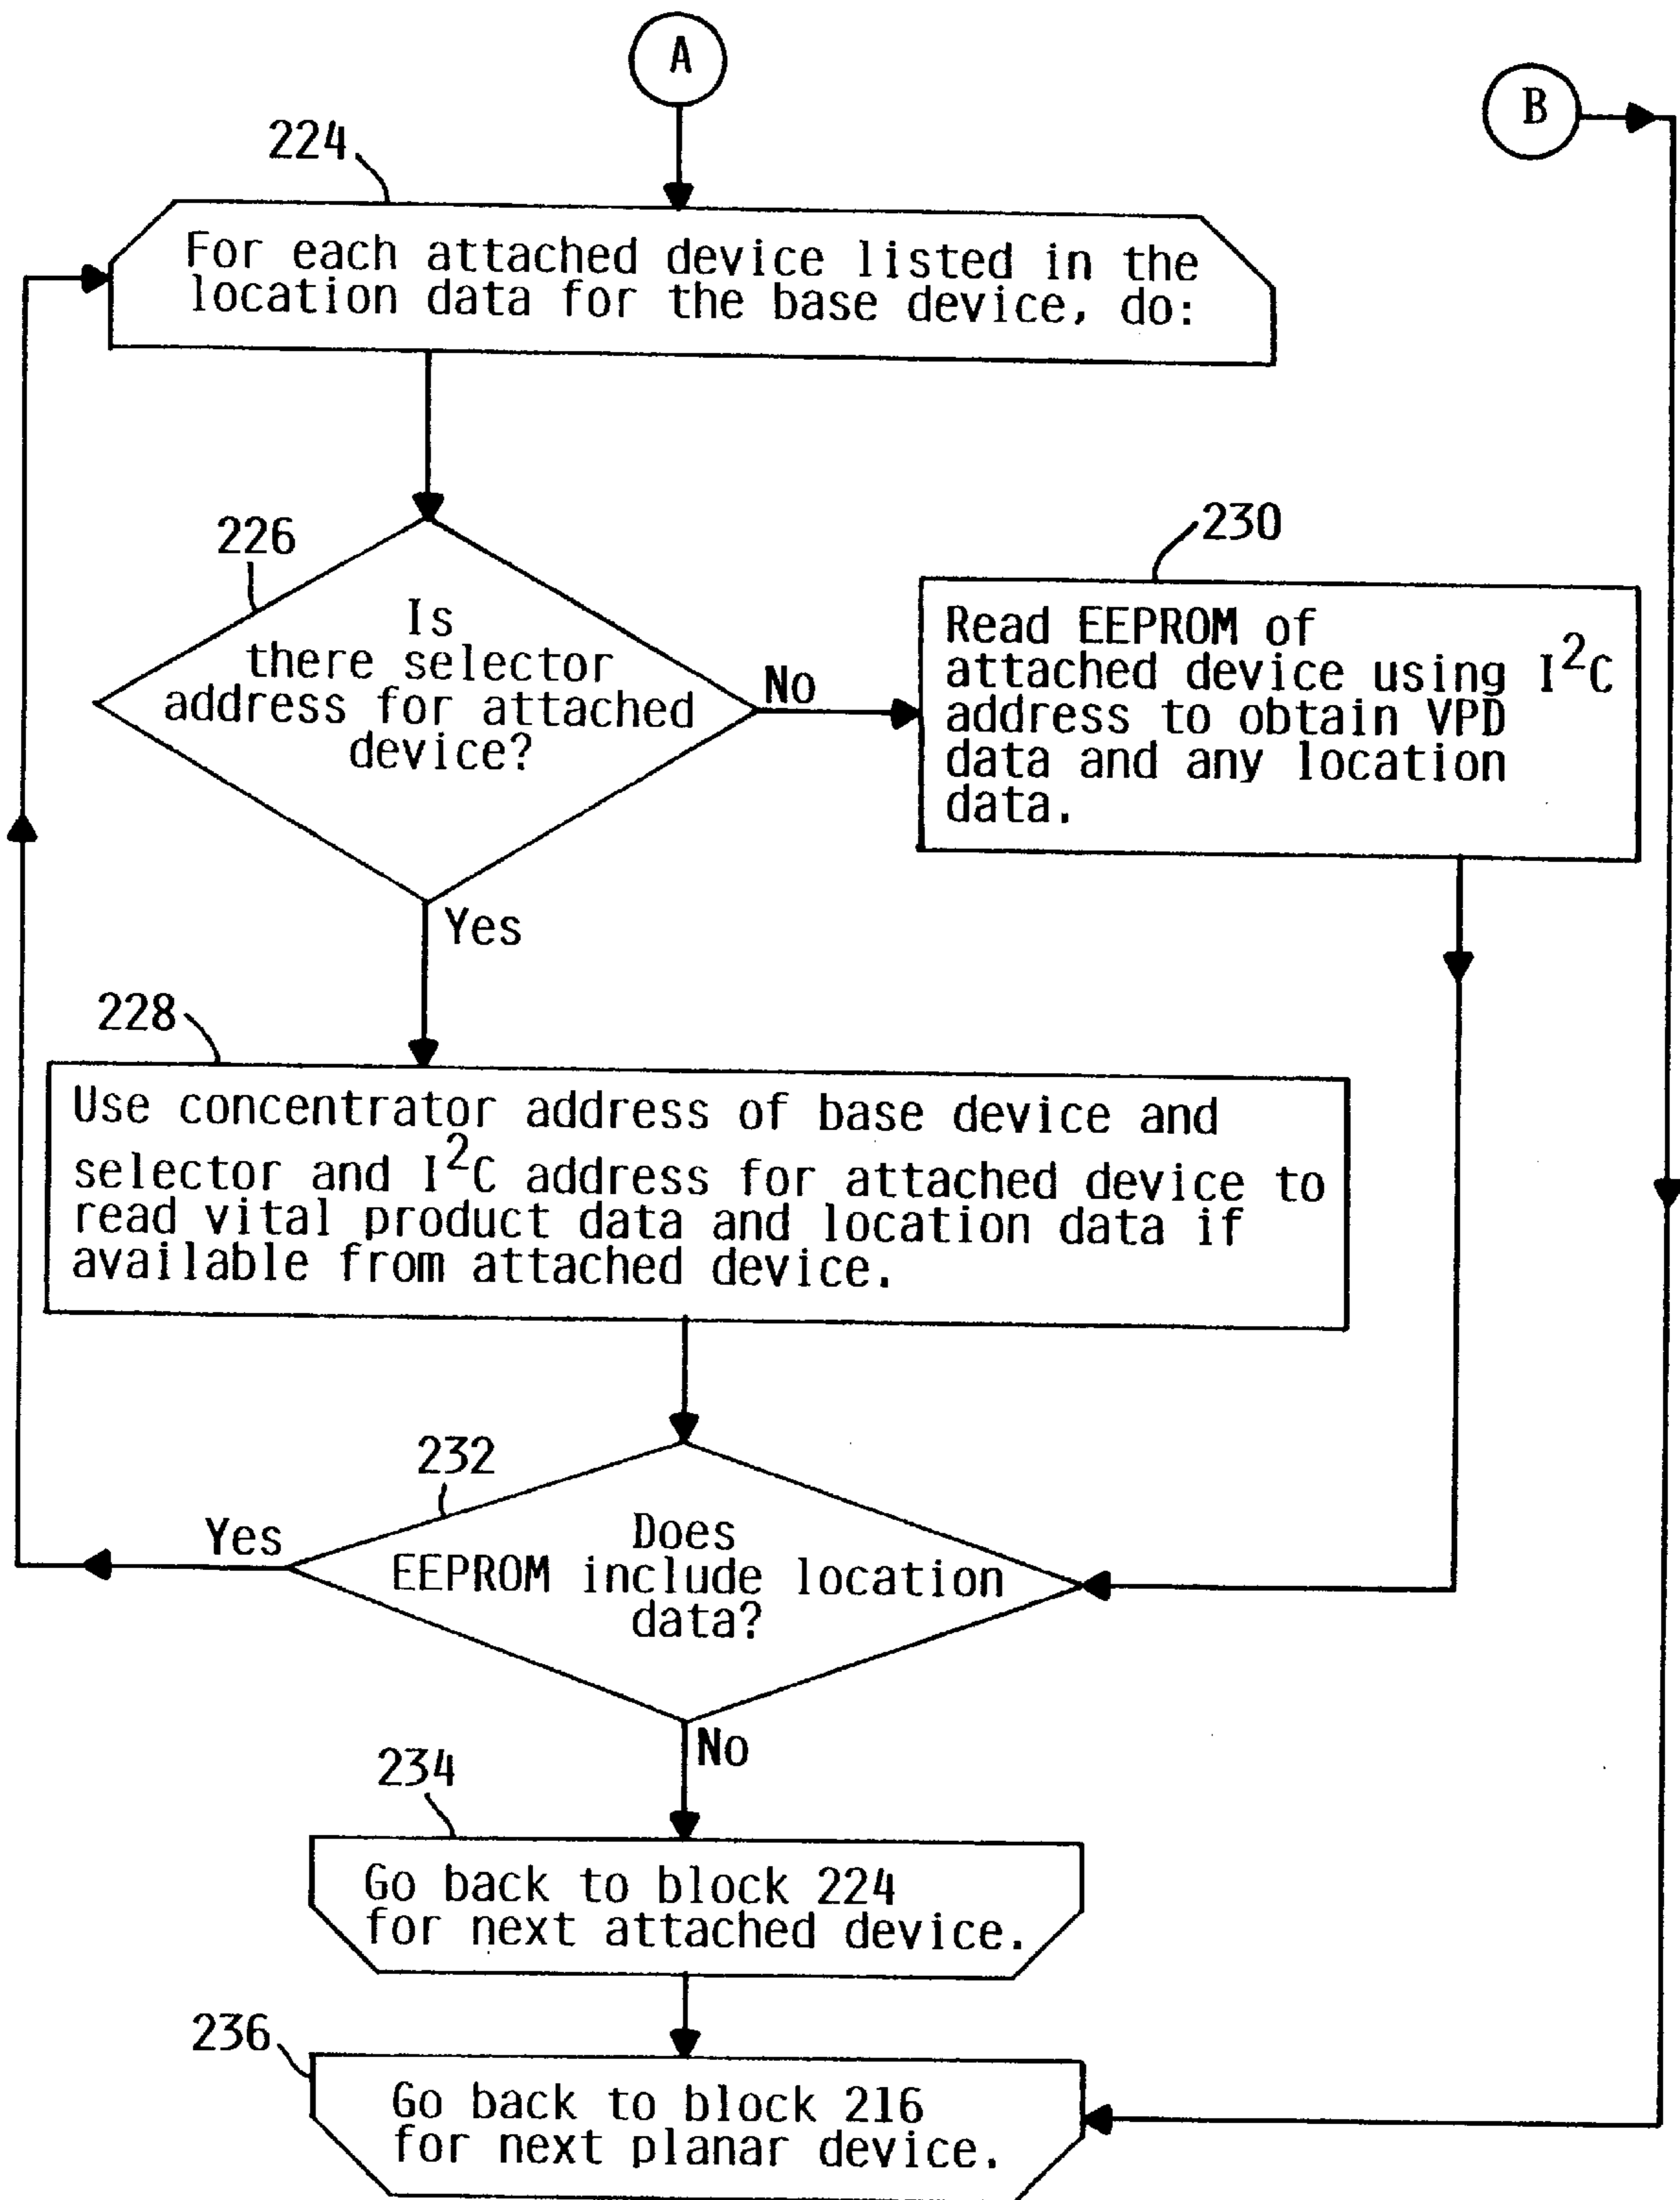 A
B
224
For each attached device listed in the
location data for the base device, do:
226
Is
there selector
address for attached
device?
No
Yes
230
Read EEPROM of
attached device using I²C
address to obtain VPD
data and any location
data.
228
Use concentrator address of base device and
selector and I²C address for attached device to
read vital product data and location data if
available from attached device.
232
Does
EEPROM include location
data?
Yes
No
234
Go back to block 224
for next attached device.
236
Go back to block 216
for next planar device.